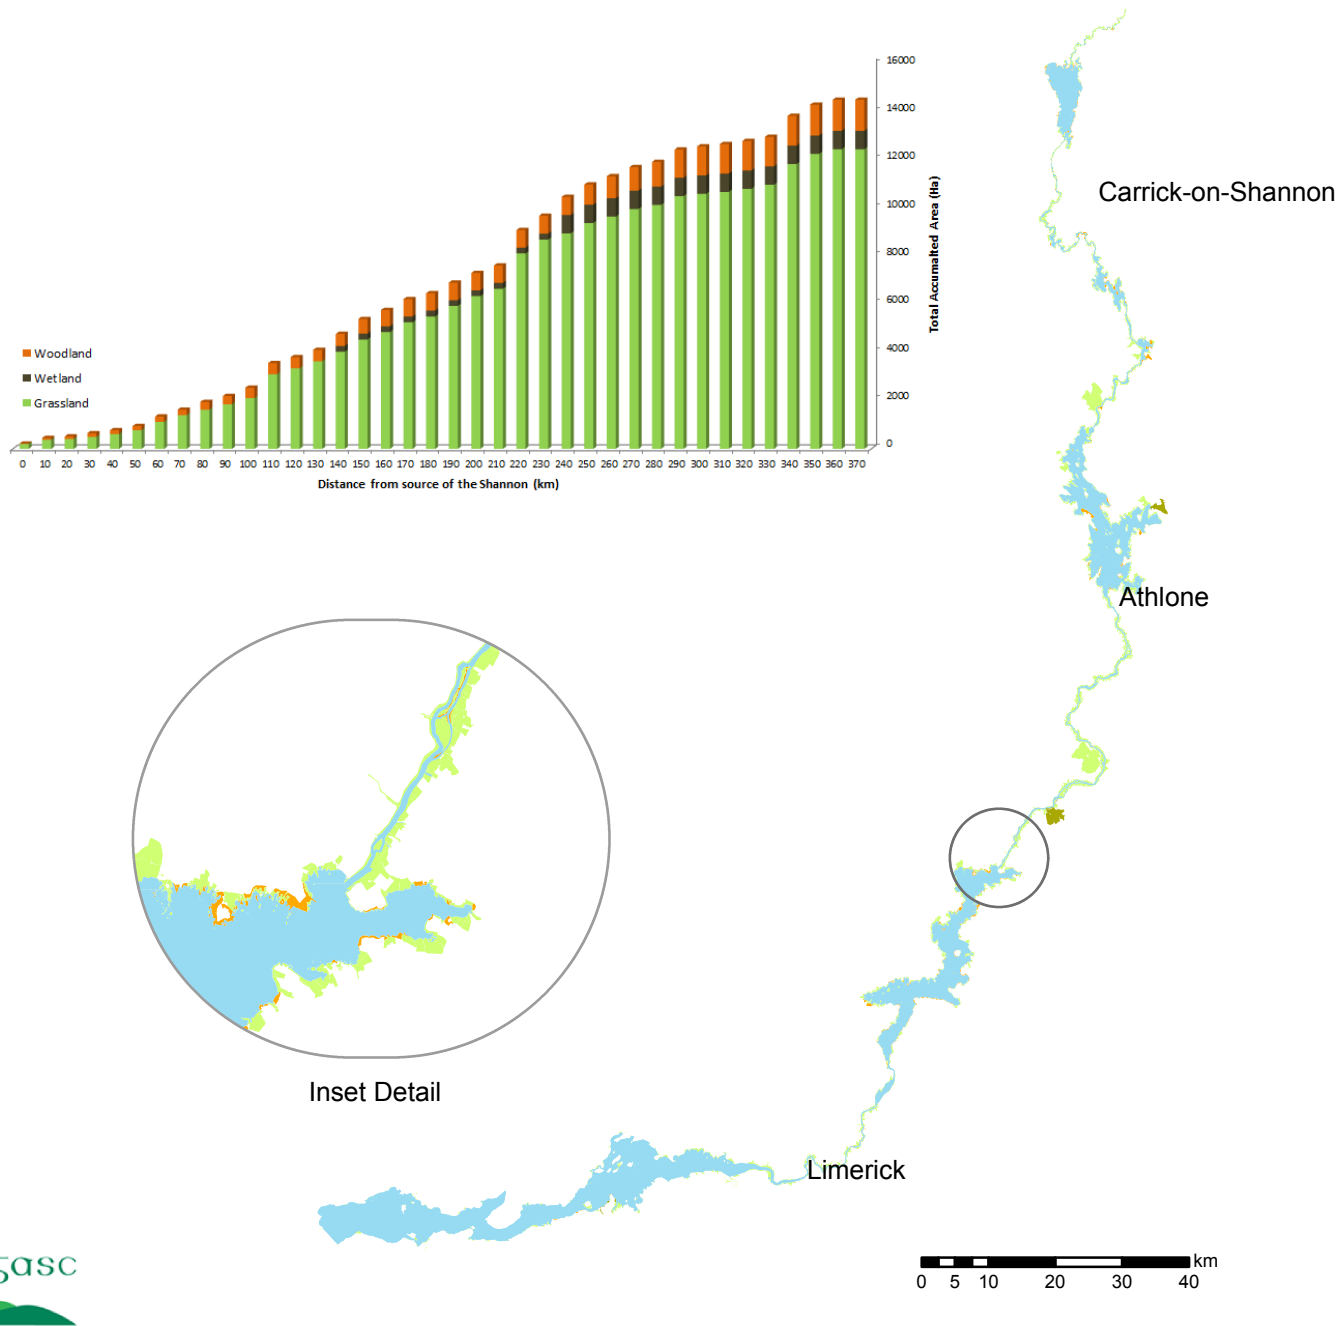 16000
14000
12000
10000
8000
6000
4000
2000
0
Total Accumalted Area (Ha)
Woodland
Wetland
Grassland
0 10 20 30 40 50 60 70 80 90 100 110 120 130 140 150 160 170 180 190 200 210 220 230 240 250 260 270 280 290 300 310 320 330 340 350 360 370
Distance from source of the Shannon (km)
Carrick-on-Shannon
Athlone
Inset Detail
Limerick
km
0 5 10 20 30 40